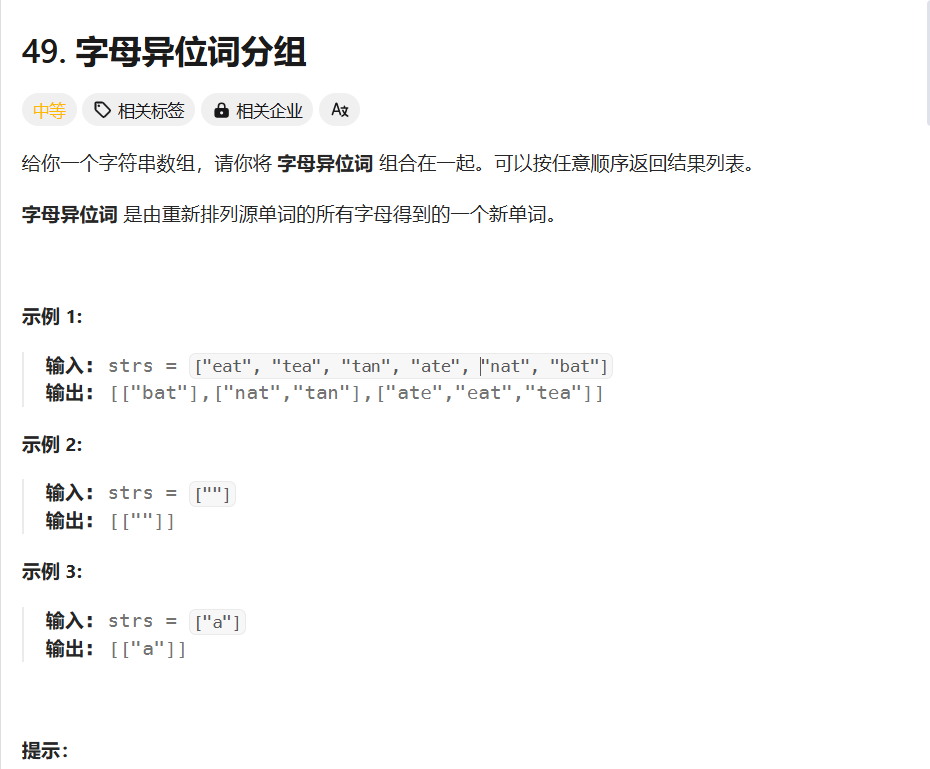 49. 字母异位词分组
中等 相关标签 相关企业 Az
给你一个字符串数组，请你将 字母异位词 组合在一起。可以按任意顺序返回结果列表。
字母异位词 是由重新排列源单词的所有字母得到的一个新单词。
示例 1:
输入: strs = ["eat", "tea", "tan", "ate", "nat", "bat"]
输出: [["bat"],["nat","tan"],["ate","eat","tea"]]
示例 2:
输入: strs = [""]
输出: [[""]]
示例 3:
输入: strs = ["a"]
输出: [["a"]]
提示：